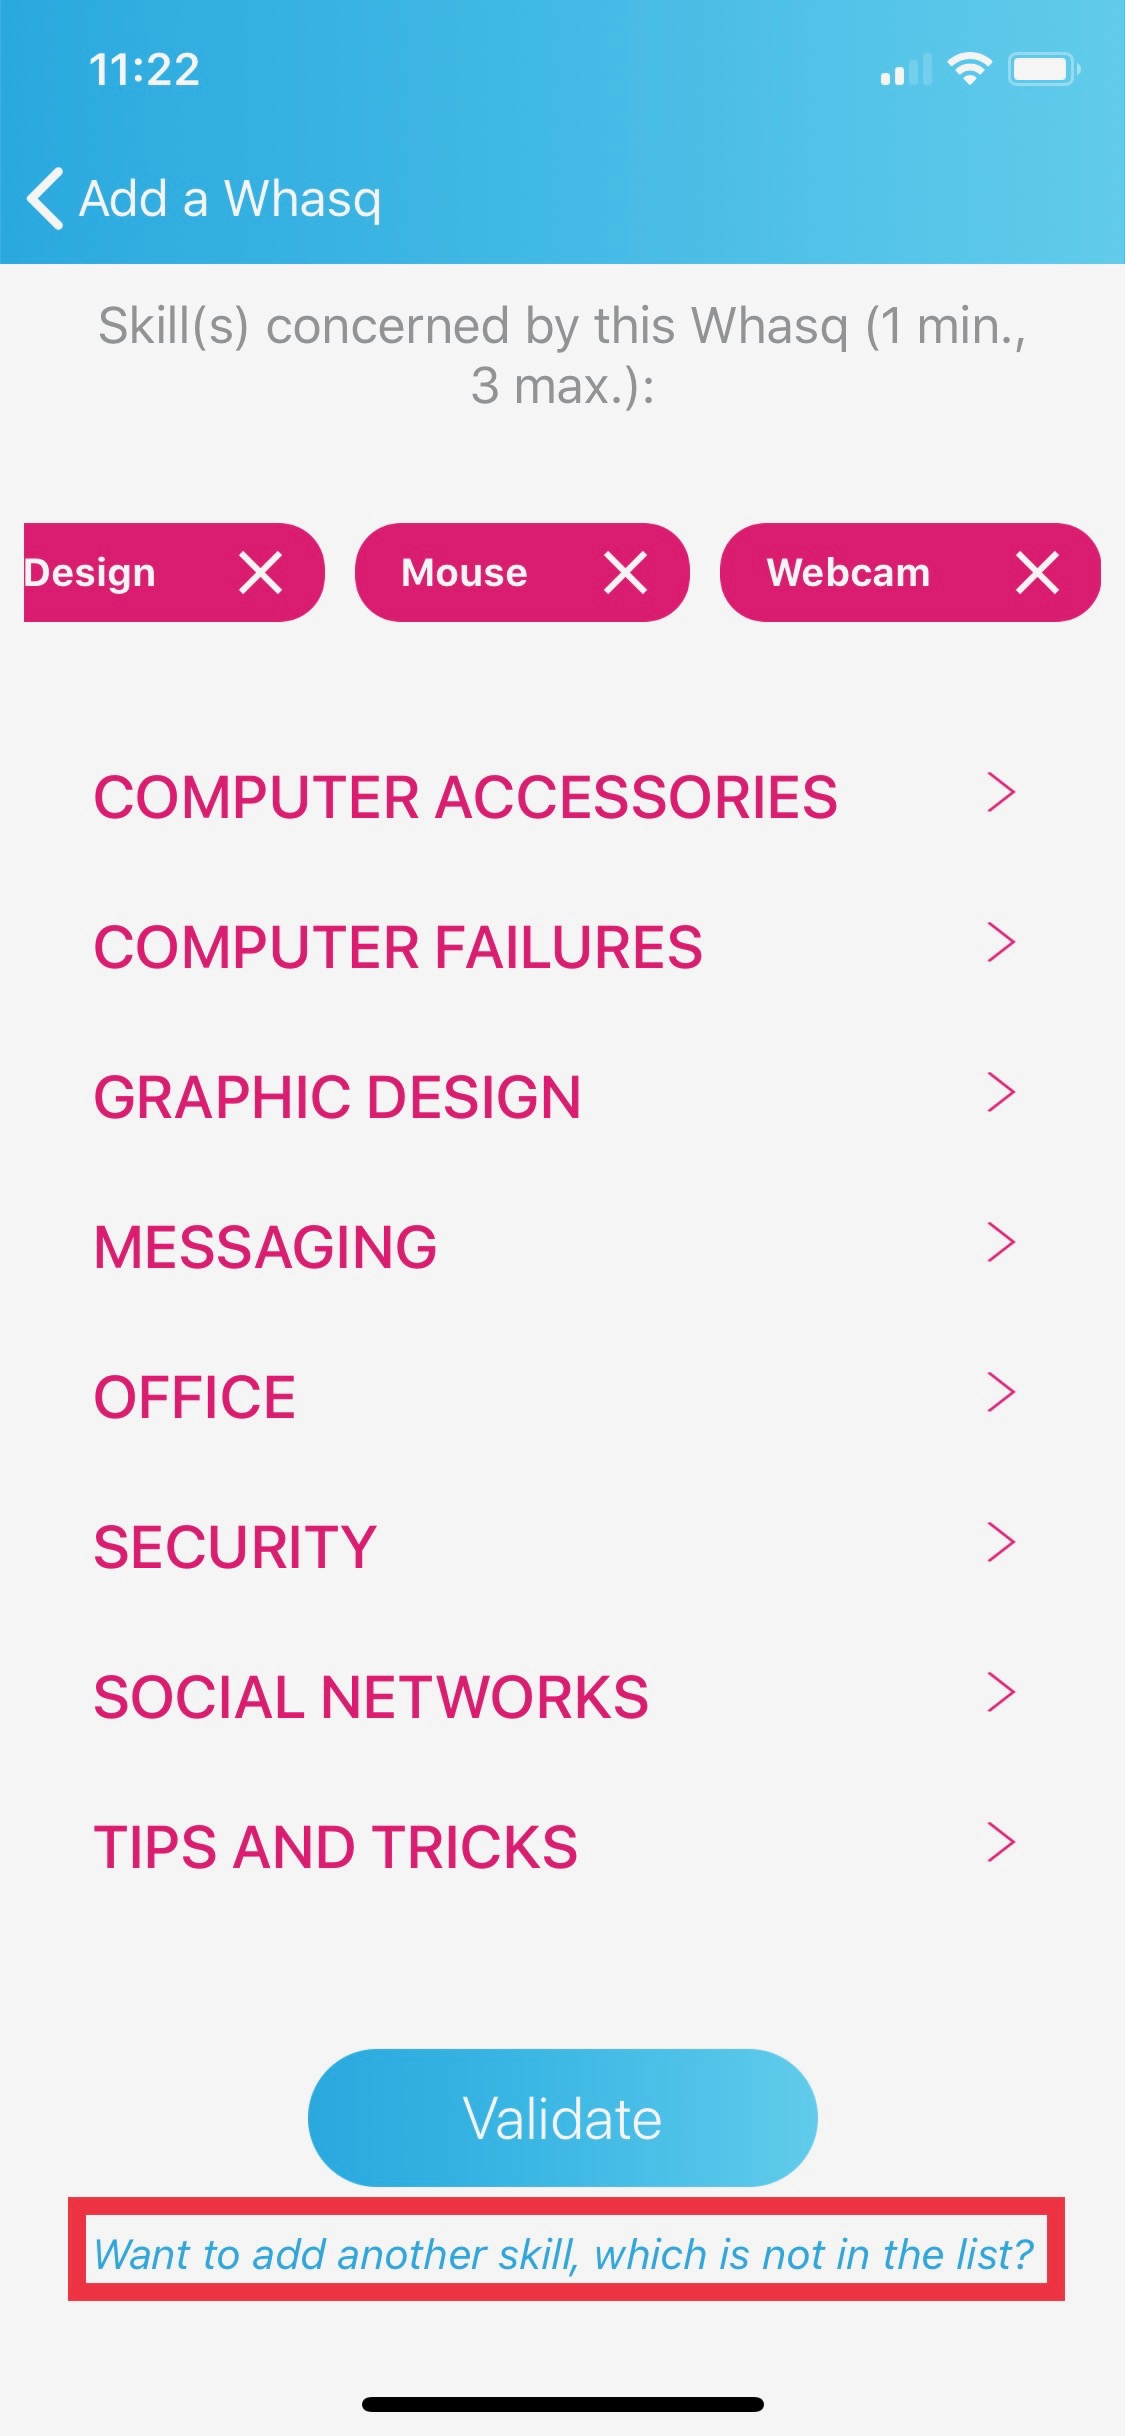 11:22
Add a Whasq
Skill(s) concerned by this Whasq (1 min.,
3 max.):
Design
Mouse
Webcam
COMPUTER ACCESSORIES
COMPUTER FAILURES
GRAPHIC DESIGN
MESSAGING
OFFICE
SECURITY
SOCIAL NETWORKS
TIPS AND TRICKS
Validate
Want to add another skill, which is not in the list?